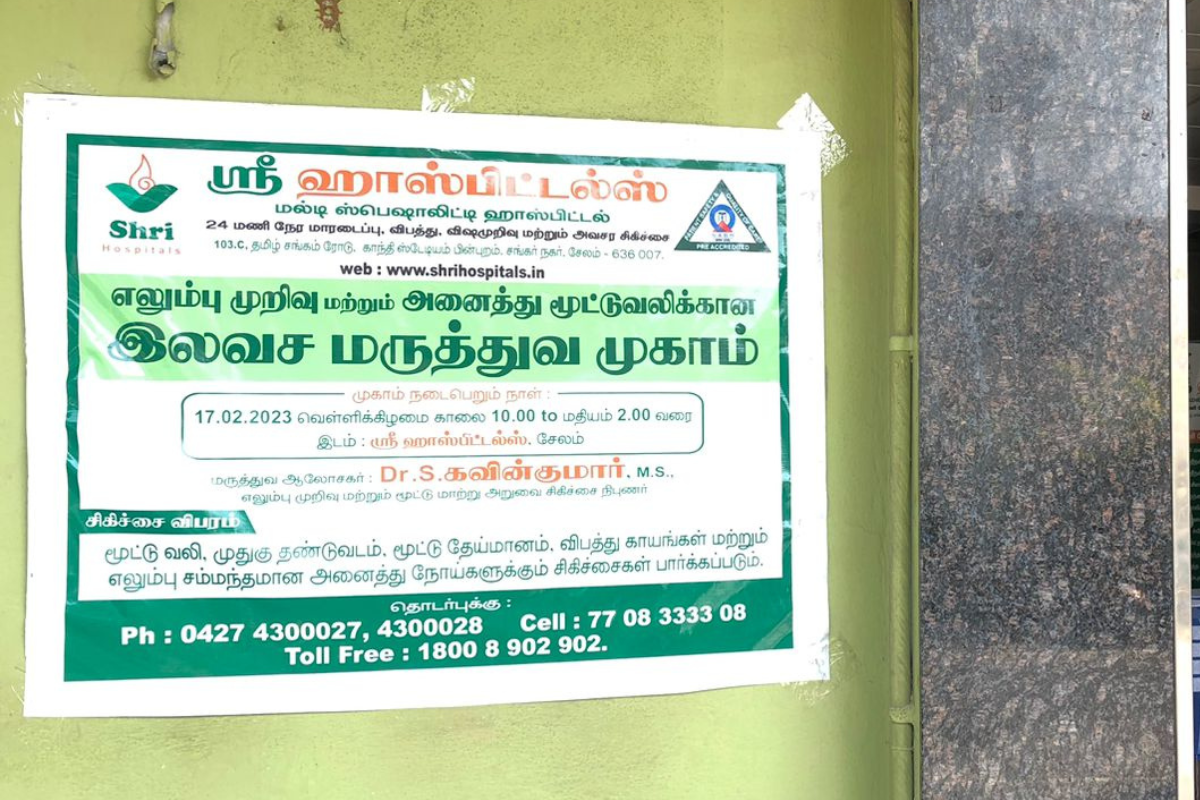 Shri
Hospitals
ஸ்ரீ ஹாஸ்பிட்டல்ஸ்
மல்டி ஸ்பெஷாலிட்டி ஹாஸ்பிட்டல்
24 மணி நேர மாரடைப்பு, விபத்து, விஷமுறிவு மற்றும் அவசர சிகிச்சை
103.C, தமிழ் சங்கம் ரோடு, காந்தி ஸ்டேடியம் பின்புறம், சங்கர் நகர், சேலம் - 636 007.
web : www.shrihospitals.in
PATIENT SAFETY & QUALITY OF CARE
PRE ACCREDITED
எலும்பு முறிவு மற்றும் அனைத்து மூட்டுவலிக்கான
இலவச மருத்துவ முகாம்
முகாம் நடைபெறும் நாள் :
17.02.2023 வெள்ளிக்கிழமை காலை 10.00 to மதியம் 2.00 வரை
இடம் : ஸ்ரீ ஹாஸ்பிட்டல்ஸ், சேலம்
மருத்துவ ஆலோசகர் : Dr.S.கவின்குமார், M.S.,
எலும்பு முறிவு மற்றும் மூட்டு மாற்று அறுவை சிகிச்சை நிபுணர்
சிகிச்சை விபரம்
மூட்டு வலி, முதுகு தண்டுவடம், மூட்டு தேய்மானம், விபத்து காயங்கள் மற்றும்
எலும்பு சம்மந்தமான அனைத்து நோய்களுக்கும் சிகிச்சைகள் பார்க்கப்படும்.
தொடர்புக்கு :
Ph : 0427 4300027, 4300028 Cell : 77 08 3333 08
Toll Free : 1800 8 902 902.